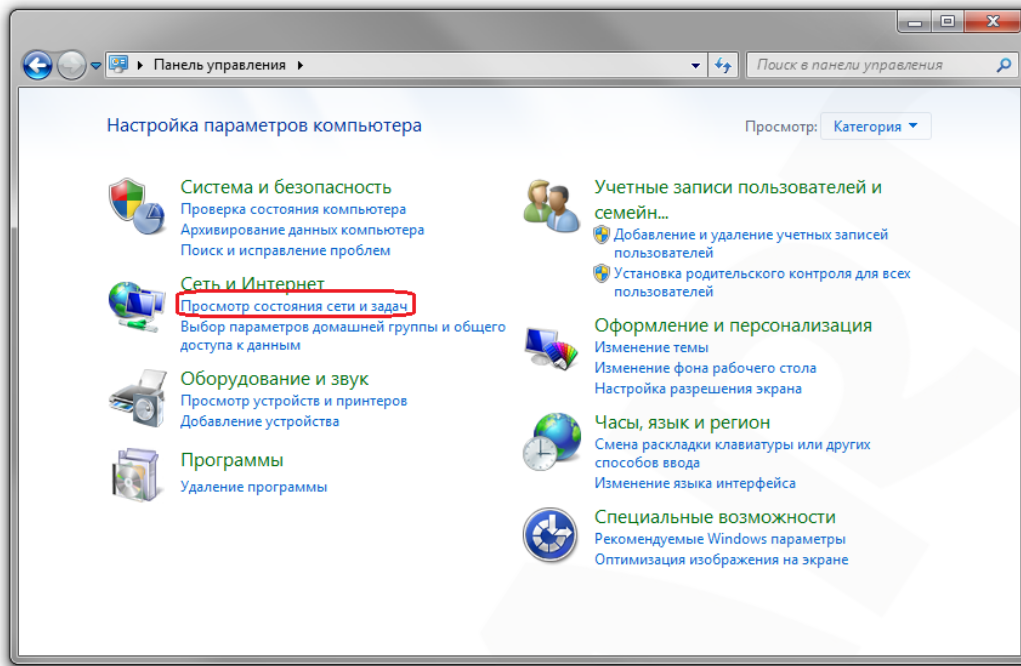 Панель управления
Поиск в панели управления
Настройка параметров компьютера
Просмотр: Категория
Система и безопасность
Проверка состояния компьютера
Архивирование данных компьютера
Поиск и исправление проблем
Сеть и Интернет
Просмотр состояния сети и задач
Выбор параметров домашней группы и общего
доступа к данным
Оборудование и звук
Просмотр устройств и принтеров
Добавление устройства
Программы
Удаление программы
Учетные записи пользователей и
семейн...
Добавление и удаление учетных записей
пользователей
Установка родительского контроля для всех
пользователей
Оформление и персонализация
Изменение темы
Изменение фона рабочего стола
Настройка разрешения экрана
Часы, язык и регион
Смена раскладки клавиатуры или других
способов ввода
Изменение языка интерфейса
Специальные возможности
Рекомендуемые Windows параметры
Оптимизация изображения на экране